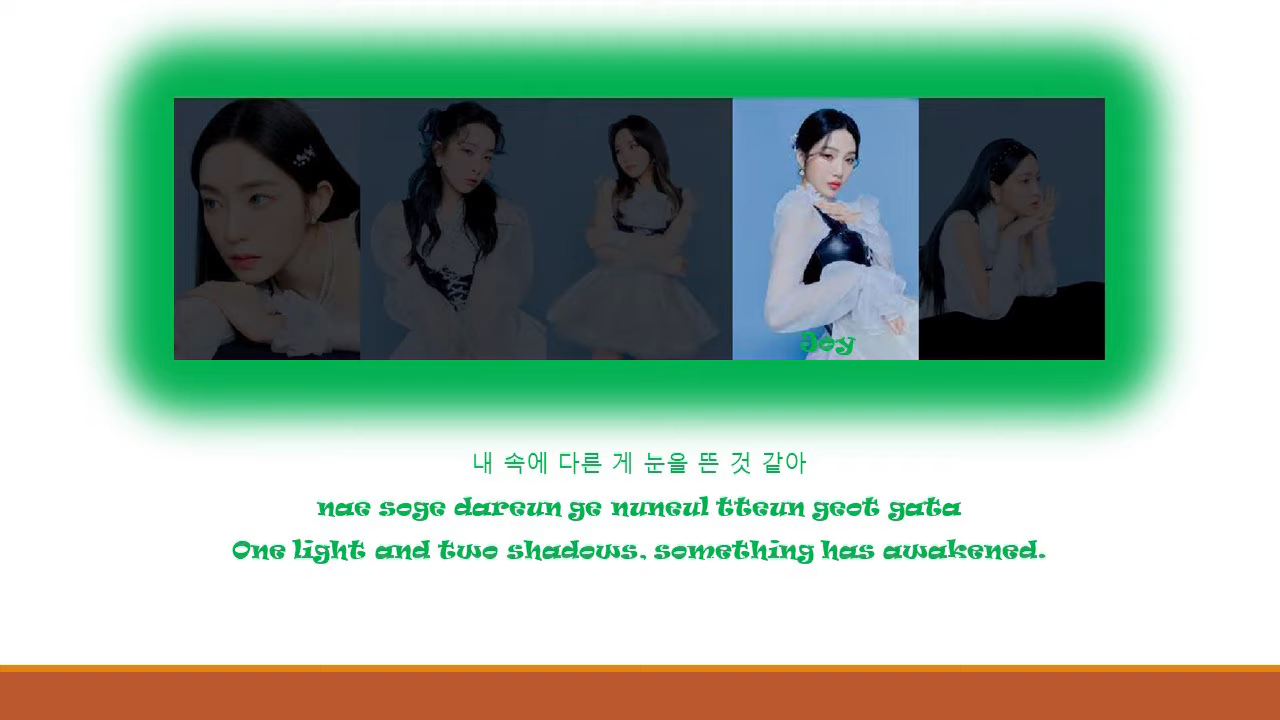 Joy
내 속에 다른 게 눈을 뜬 것 같아
nae soge dareun ge nuneul tteun geot gata
One light and two shadows, something has awakened.